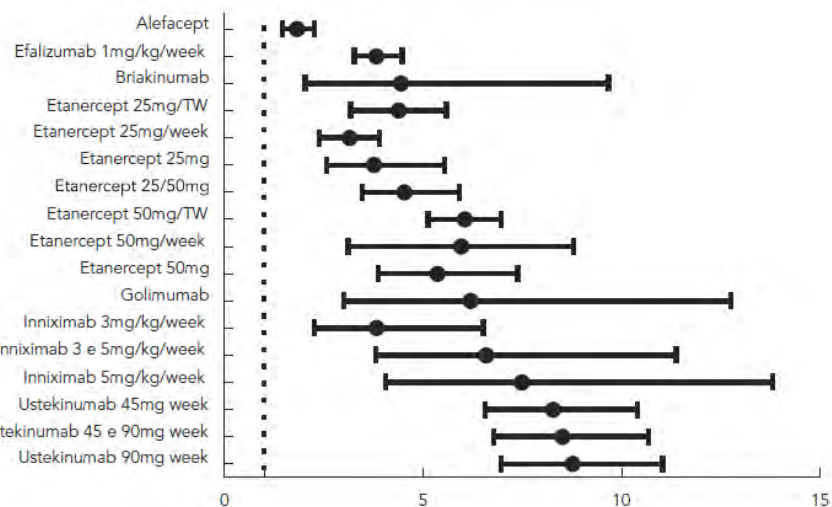 Alefacept
Efalizumab 1mg/kg/week
Briakinumab
Etanercept 25mg/TW
Etanercept 25mg/week
Etanercept 25mg
Etanercept 25/50mg
Etanercept 50mg/TW
Etanercept 50mg/week
Etanercept 50mg
Golimumab
Inniximab 3mg/kg/week
nniximab 3 e 5mg/kg/week
Inniximab 5mg/kg/week
Ustekinumab 45mg week
tekinumab 45 e 90mg week
Ustekinumab 90mg week
0 5 10 15